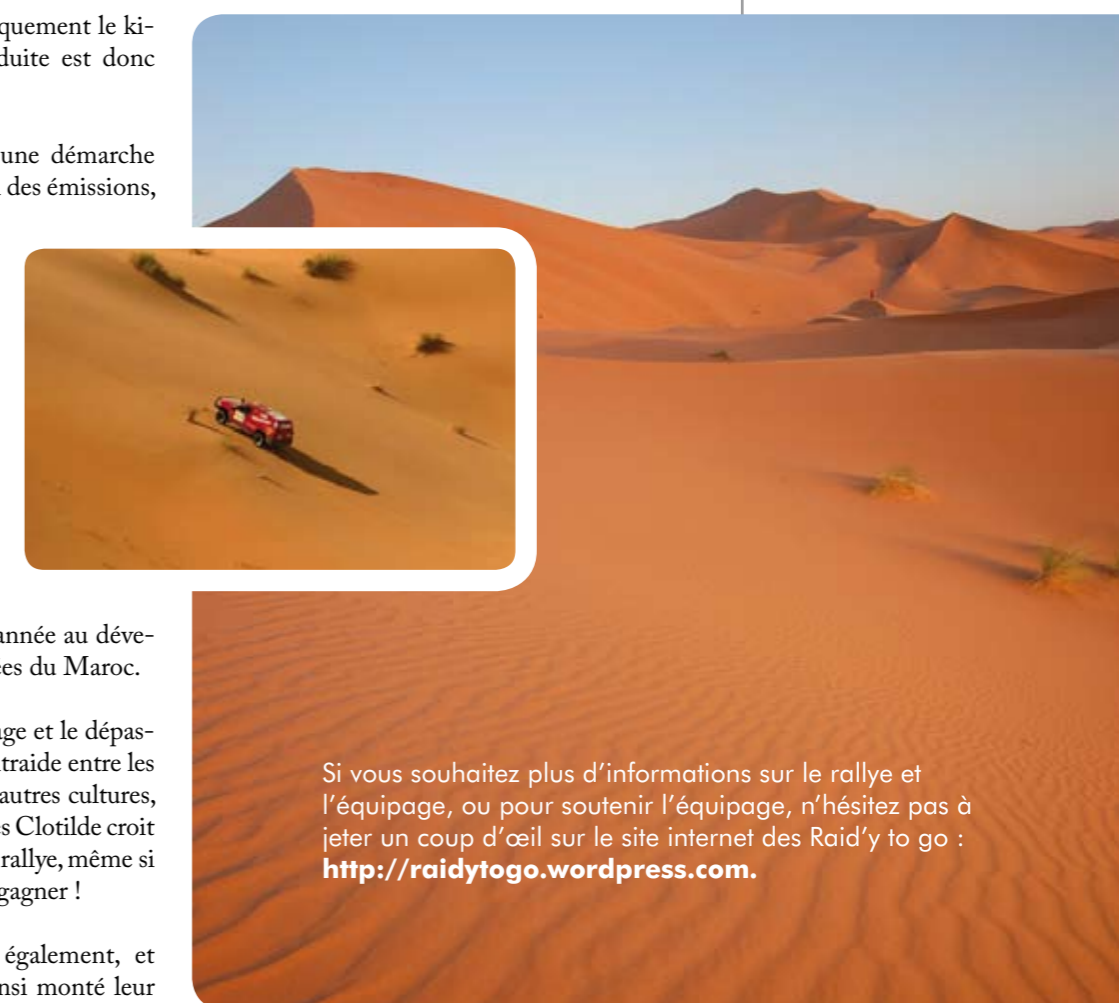 quement le ki-
duite est donc
une démarche
des émissions,
année au déve-
ées du Maroc.
age et le dépas-
traide entre les
autres cultures,
es Clotilde croit
rallye, même si
gagner !
également, et
nsi monté leur
Si vous souhaitez plus d’informations sur le rallye et
l’équipage, ou pour soutenir l’équipage, n’hésitez pas à
jeter un coup d’œil sur le site internet des Raid’y to go :
http://raidytogo.wordpress.com.